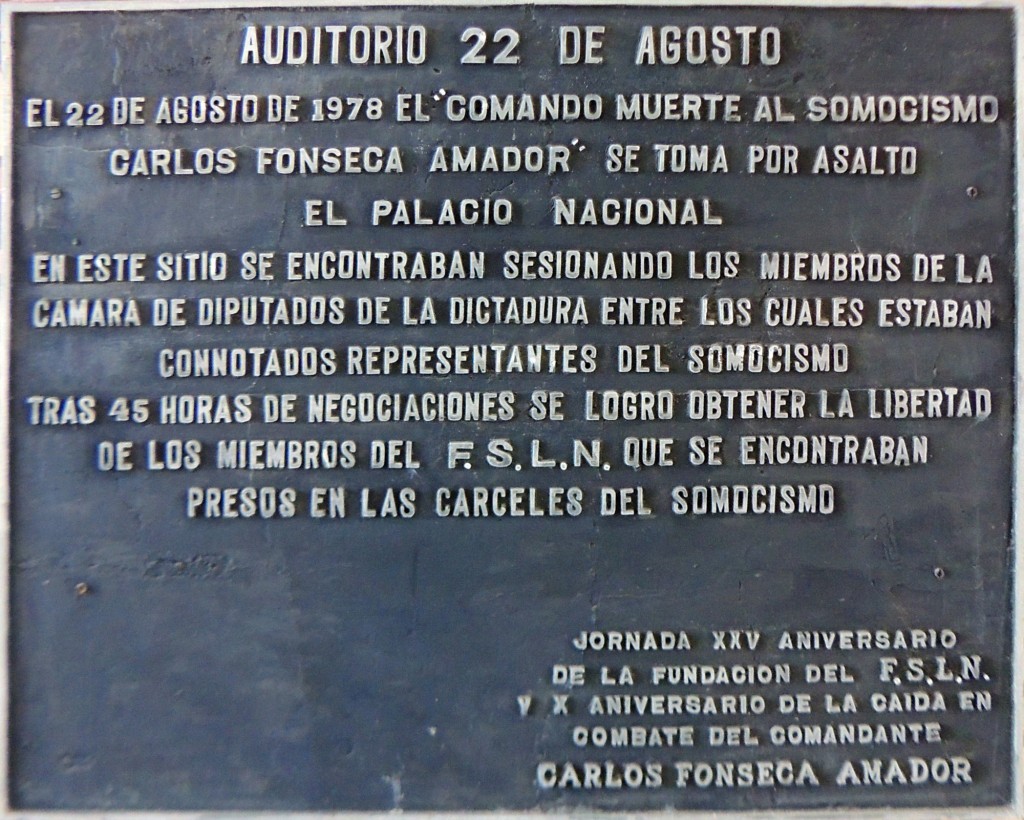 AUDITORIO 22 DE AGOSTO
EL 22 DE AGOSTO DE 1978 EL "COMANDO MUERTE AL SOMOCISMO
CARLOS FONSECA AMADOR" SE TOMA POR ASALTO
EL PALACIO NACIONAL
EN ESTE SITIO SE ENCONTRABAN SESIONANDO LOS MIEMBROS DE LA
CAMARA DE DIPUTADOS DE LA DICTADURA ENTRE LOS CUALES ESTABAN
CONNOTADOS REPRESENTANTES DEL SOMOCISMO
TRAS 45 HORAS DE NEGOCIACIONES SE LOGRO OBTENER LA LIBERTAD
DE LOS MIEMBROS DEL F.S.L.N. QUE SE ENCONTRABAN
PRESOS EN LAS CARCELES DEL SOMOCISMO
JORNADA XXV ANIVERSARIO
DE LA FUNDACION DEL F.S.L.N.
Y X ANIVERSARIO DE LA CAIDA EN
COMBATE DEL COMANDANTE
CARLOS FONSECA AMADOR